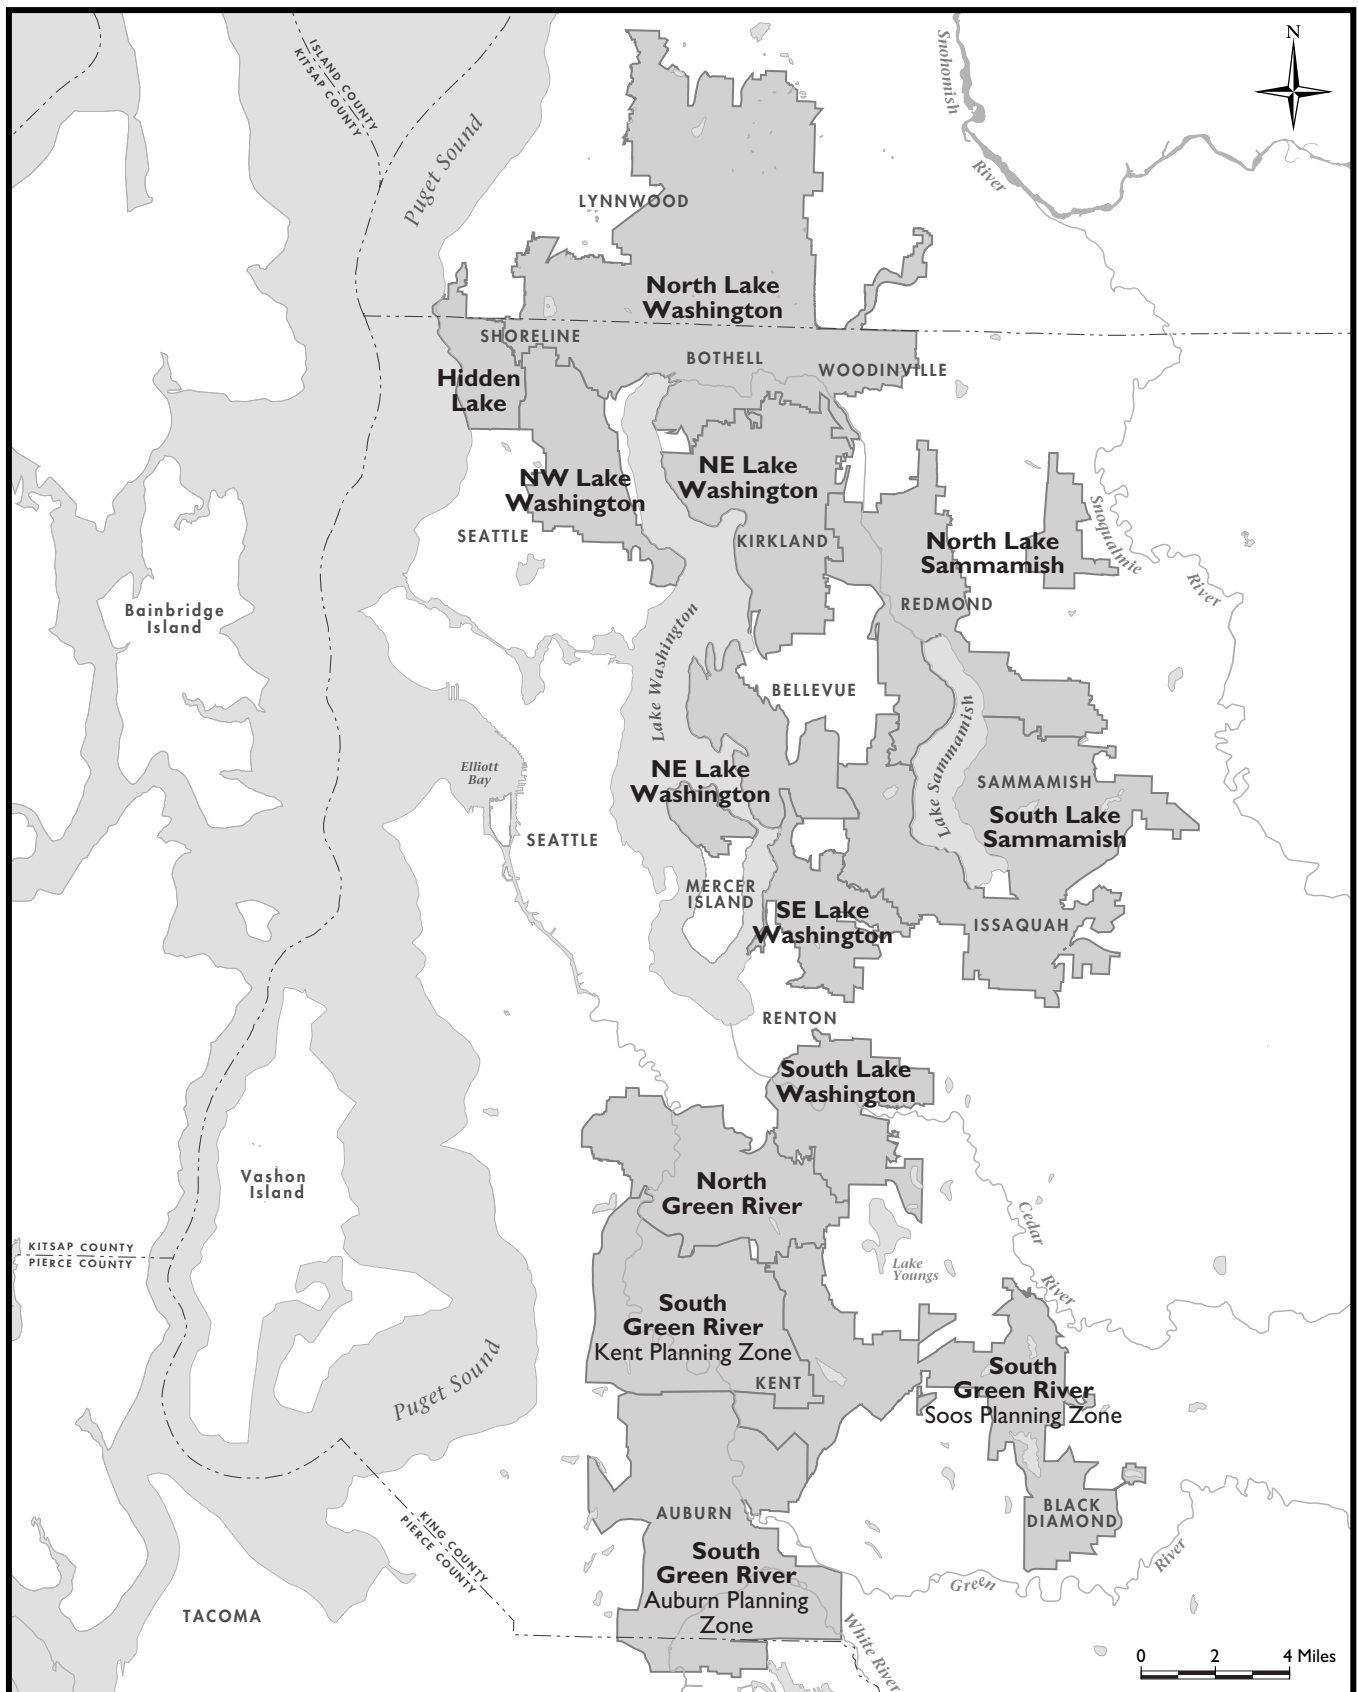 N
ISLAND COUNTY
KITSAP COUNTY
Puget Sound
Snohomish
River
LYNNWOOD
North Lake
Washington
SHORELINE
BOTHELL
WOODINVILLE
Hidden
Lake
NW Lake
Washington
NE Lake
Washington
SEATTLE
KIRKLAND
North Lake
Sammamish
Snoqualmie
River
REDMOND
Bainbridge
Island
Lake Washington
BELLEVUE
Lake Sammamish
Elliott
Bay
NE Lake
Washington
SAMMAMISH
South Lake
Sammamish
SEATTLE
MERCER
ISLAND
SE Lake
Washington
ISSAQUAH
RENTON
South Lake
Washington
Vashon
Island
North
Green River
Cedar
River
KITSAP COUNTY
PIERCE COUNTY
Lake
Youngs
South
Green River
Kent Planning Zone
KENT
South
Green River
Soos Planning Zone
Puget Sound
BLACK
DIAMOND
AUBURN
KING COUNTY
PIERCE COUNTY
South
Green River
Auburn Planning
Zone
Green
River
TACOMA
White River
0 2 4 Miles